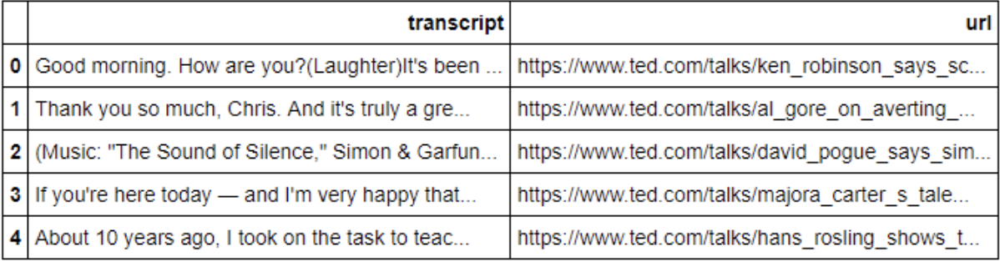 transcript url
0 Good morning. How are you?(Laughter)It's been ... https://www.ted.com/talks/ken_robinson_says_sc...
1 Thank you so much, Chris. And it's truly a gre... https://www.ted.com/talks/al_gore_on_averting_...
2 (Music: "The Sound of Silence," Simon & Garfun... https://www.ted.com/talks/david_pogue_says_sim...
3 If you're here today — and I'm very happy that... https://www.ted.com/talks/majora_carter_s_tale...
4 About 10 years ago, I took on the task to teac... https://www.ted.com/talks/hans_rosling_shows_t...